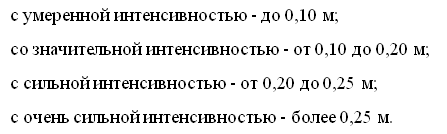 с умеренной интенсивностью - до 0,10 м;
со значительной интенсивностью - от 0,10 до 0,20 м;
с сильной интенсивностью - от 0,20 до 0,25 м;
с очень сильной интенсивностью - более 0,25 м.